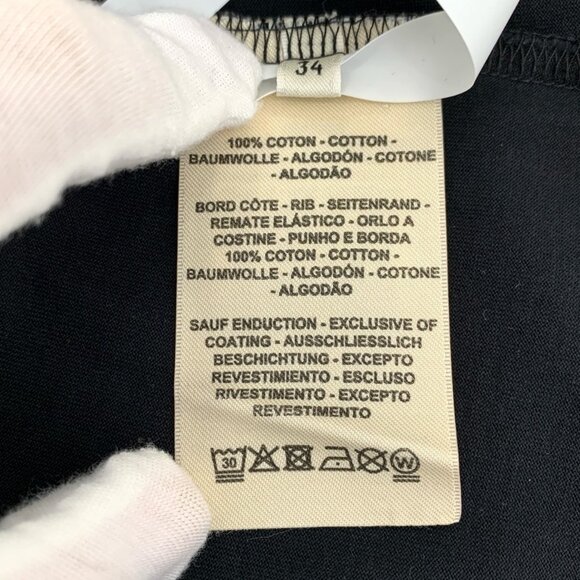 34
100% COTON - COTTON -
BAUMWOLLE - ALGODÓN - COTONE
- ALGODÃO
BORD CÔTE - RIB - SEITENRAND -
REMATE ELÁSTICO - ORLO A
COSTINE - PUNHO E BORDA
100% COTON - COTTON -
BAUMWOLLE - ALGODÓN - COTONE
- ALGODÃO
SAUF ENDUCTION - EXCLUSIVE OF
COATING - AUSSCHLIESSLICH
BESCHICHTUNG - EXCEPTO
REVESTIMIENTO - ESCLUSO
RIVESTIMENTO - EXCEPTO
REVESTIMENTO
30 W